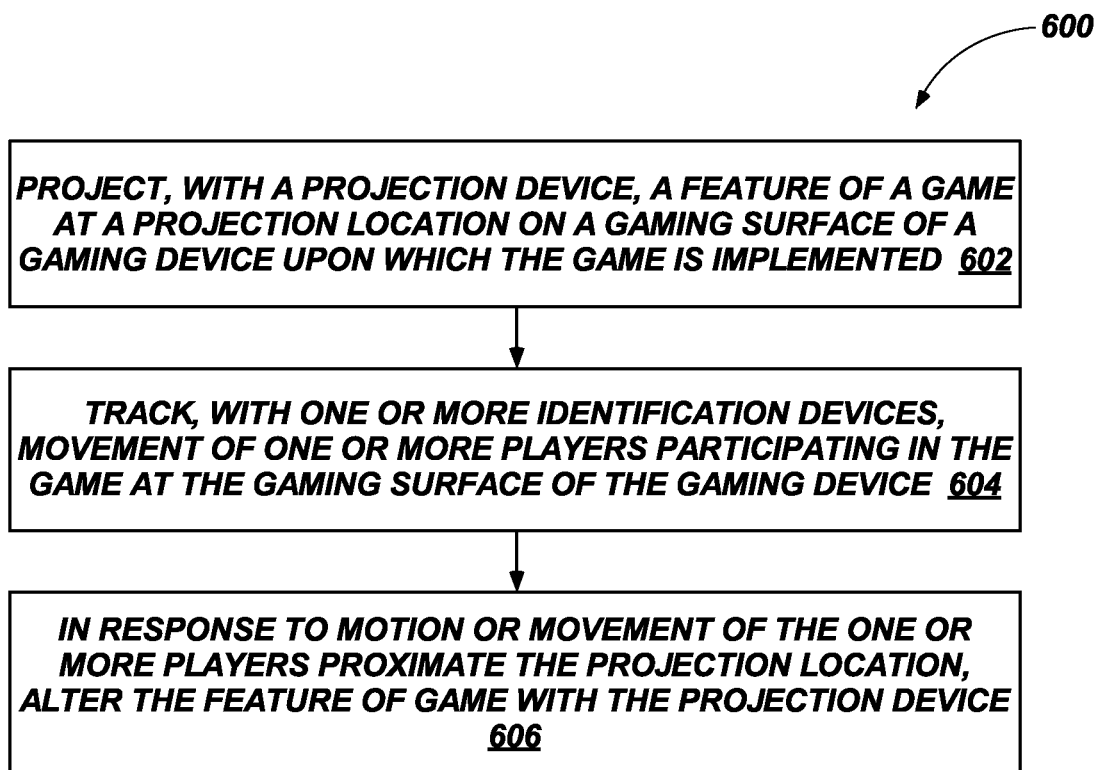 600
PROJECT, WITH A PROJECTION DEVICE, A FEATURE OF A GAME
AT A PROJECTION LOCATION ON A GAMING SURFACE OF A
GAMING DEVICE UPON WHICH THE GAME IS IMPLEMENTED 602
TRACK, WITH ONE OR MORE IDENTIFICATION DEVICES,
MOVEMENT OF ONE OR MORE PLAYERS PARTICIPATING IN THE
GAME AT THE GAMING SURFACE OF THE GAMING DEVICE 604
IN RESPONSE TO MOTION OR MOVEMENT OF THE ONE OR
MORE PLAYERS PROXIMATE THE PROJECTION LOCATION,
ALTER THE FEATURE OF GAME WITH THE PROJECTION DEVICE
606